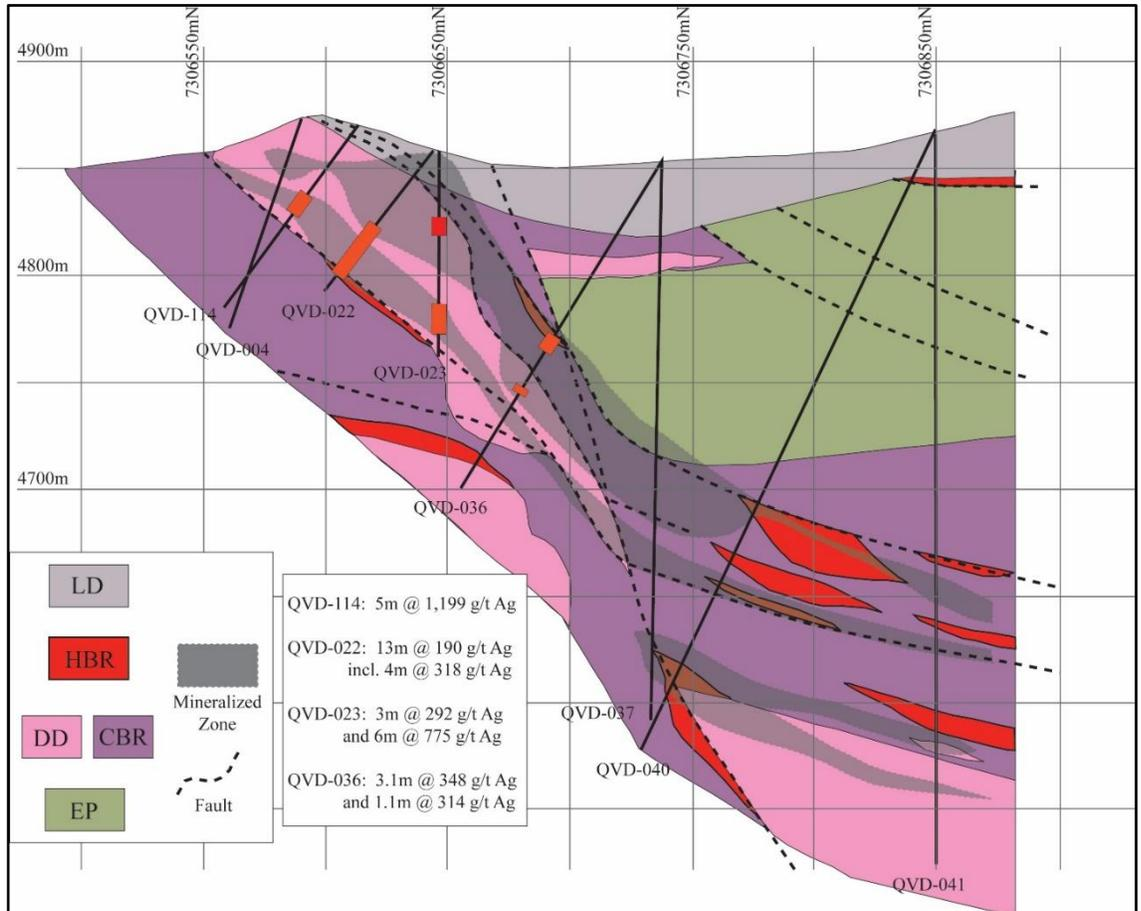 7306550mN
7306650mN
7306750mN
7306850mN
4900m
4800m
QVD-114
QVD-022
QVD-004
QVD-023
4700m
QVD-036
LD
HBR
Mineralized
Zone
DD
CBR
Fault
EP
QVD-114: 5m @ 1,199 g/t Ag
QVD-022: 13m @ 190 g/t Ag
incl. 4m @ 318 g/t Ag
QVD-023: 3m @ 292 g/t Ag
and 6m @ 775 g/t Ag
QVD-036: 3.1m @ 348 g/t Ag
and 1.1m @ 314 g/t Ag
QVD-037
QVD-040
QVD-041